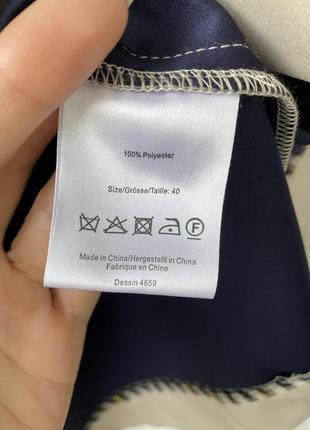 100% Polyester
Size/Grösse/Taille: 40
F
Made in China/Hergestellt in China
Fabrique en Chine
Dessin 4659